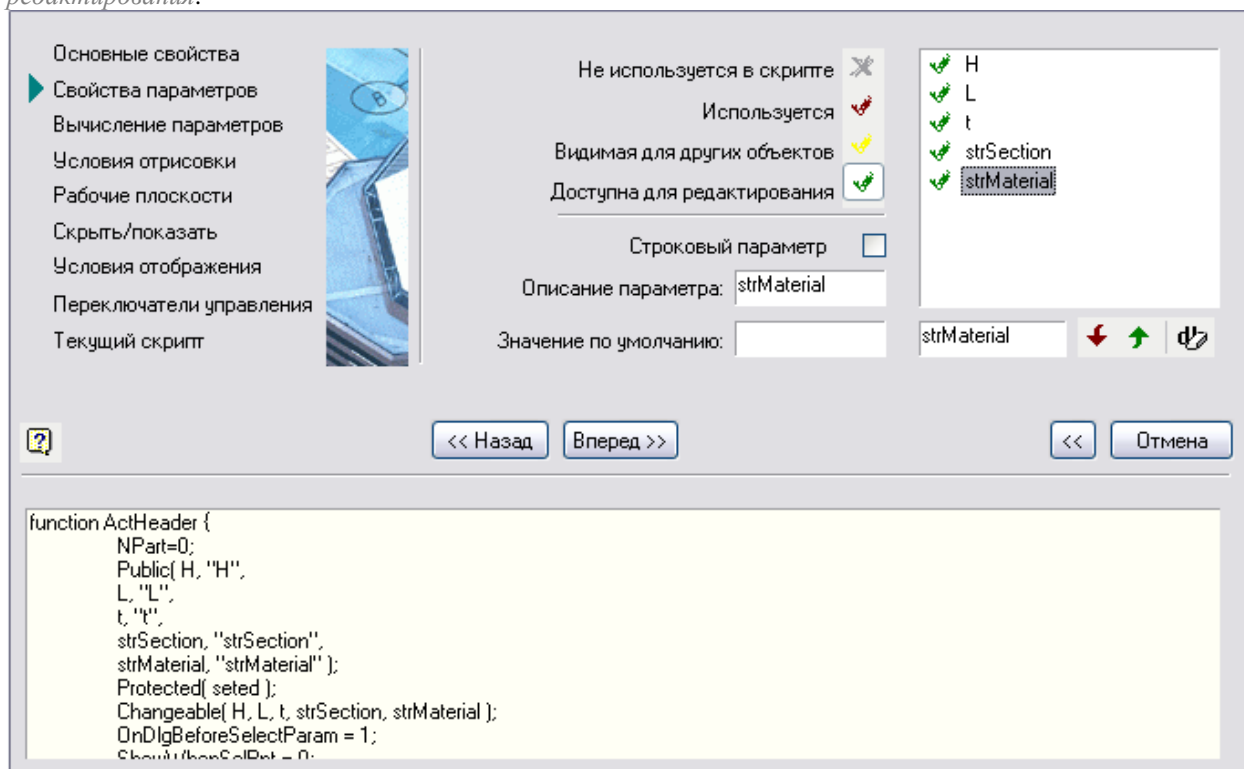 редактирования.
Основные свойства
Свойства параметров
Вычисление параметров
Условия отрисовки
Рабочие плоскости
Скрыть/показать
Условия отображения
Переключатели управления
Текущий скрипт
B
Не используется в скрипте
Используется
Видимая для других объектов
Доступна для редактирования
Строковый параметр
Описание параметра: strMaterial
Значение по умолчанию:
H
L
t
strSection
strMaterial
strMaterial
<< Назад
Вперед >>
<<
Отмена
function ActHeader {
NPart=0;
Public( H, "H",
L, "L",
t, "t",
strSection, "strSection",
strMaterial, "strMaterial" );
Protected( seted );
Changeable( H, L, t, strSection, strMaterial );
OnDlgBeforeSelectParam = 1;